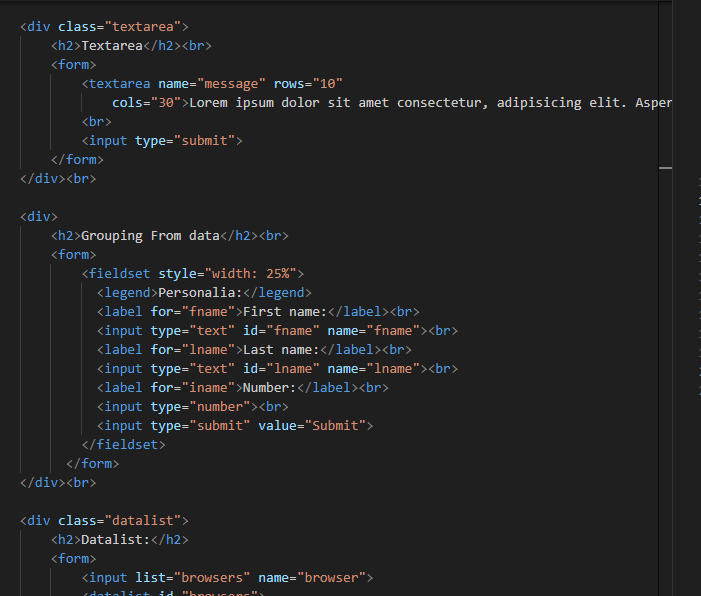 <div class="textarea">
<h2>Textarea</h2><br>
<form>
<textarea name="message" rows="10"
cols="30">Lorem ipsum dolor sit amet consectetur, adipisicing elit. Asper
<br>
<input type="submit">
</form>
</div><br>
<div>
<h2>Grouping From data</h2><br>
<form>
<fieldset style="width: 25%">
<legend>Personalia:</legend>
<label for="fname">First name:</label><br>
<input type="text" id="fname" name="fname"><br>
<label for="lname">Last name:</label><br>
<input type="text" id="lname" name="lname"><br>
<label for="iname">Number:</label><br>
<input type="number"><br>
<input type="submit" value="Submit">
</fieldset>
</form>
</div><br>
<div class="datalist">
<h2>Datalist:</h2>
<form>
<input list="browsers" name="browser">
<datalist id="browsers">